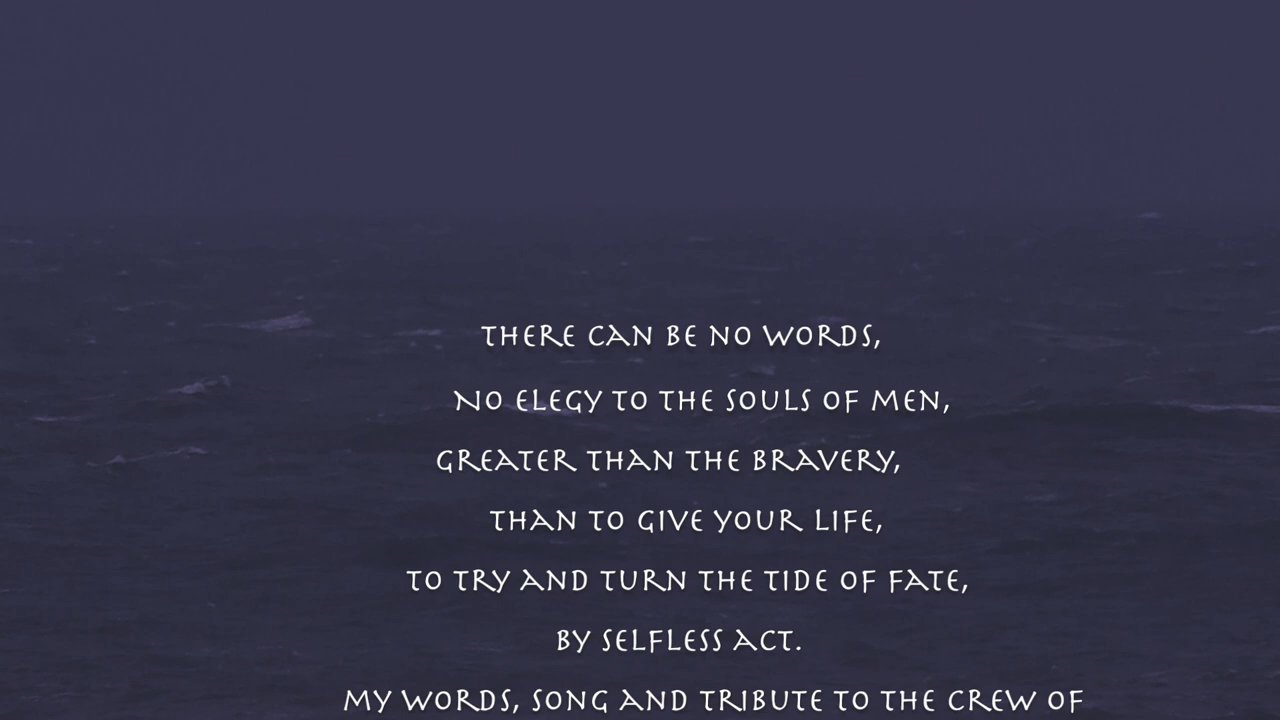 THERE CAN BE NO WORDS,
NO ELEGY TO THE SOULS OF MEN,
GREATER THAN THE BRAVERY,
THAN TO GIVE YOUR LIFE,
TO TRY AND TURN THE TIDE OF FATE,
BY SELFLESS ACT.
MY WORDS, SONG AND TRIBUTE TO THE CREW OF